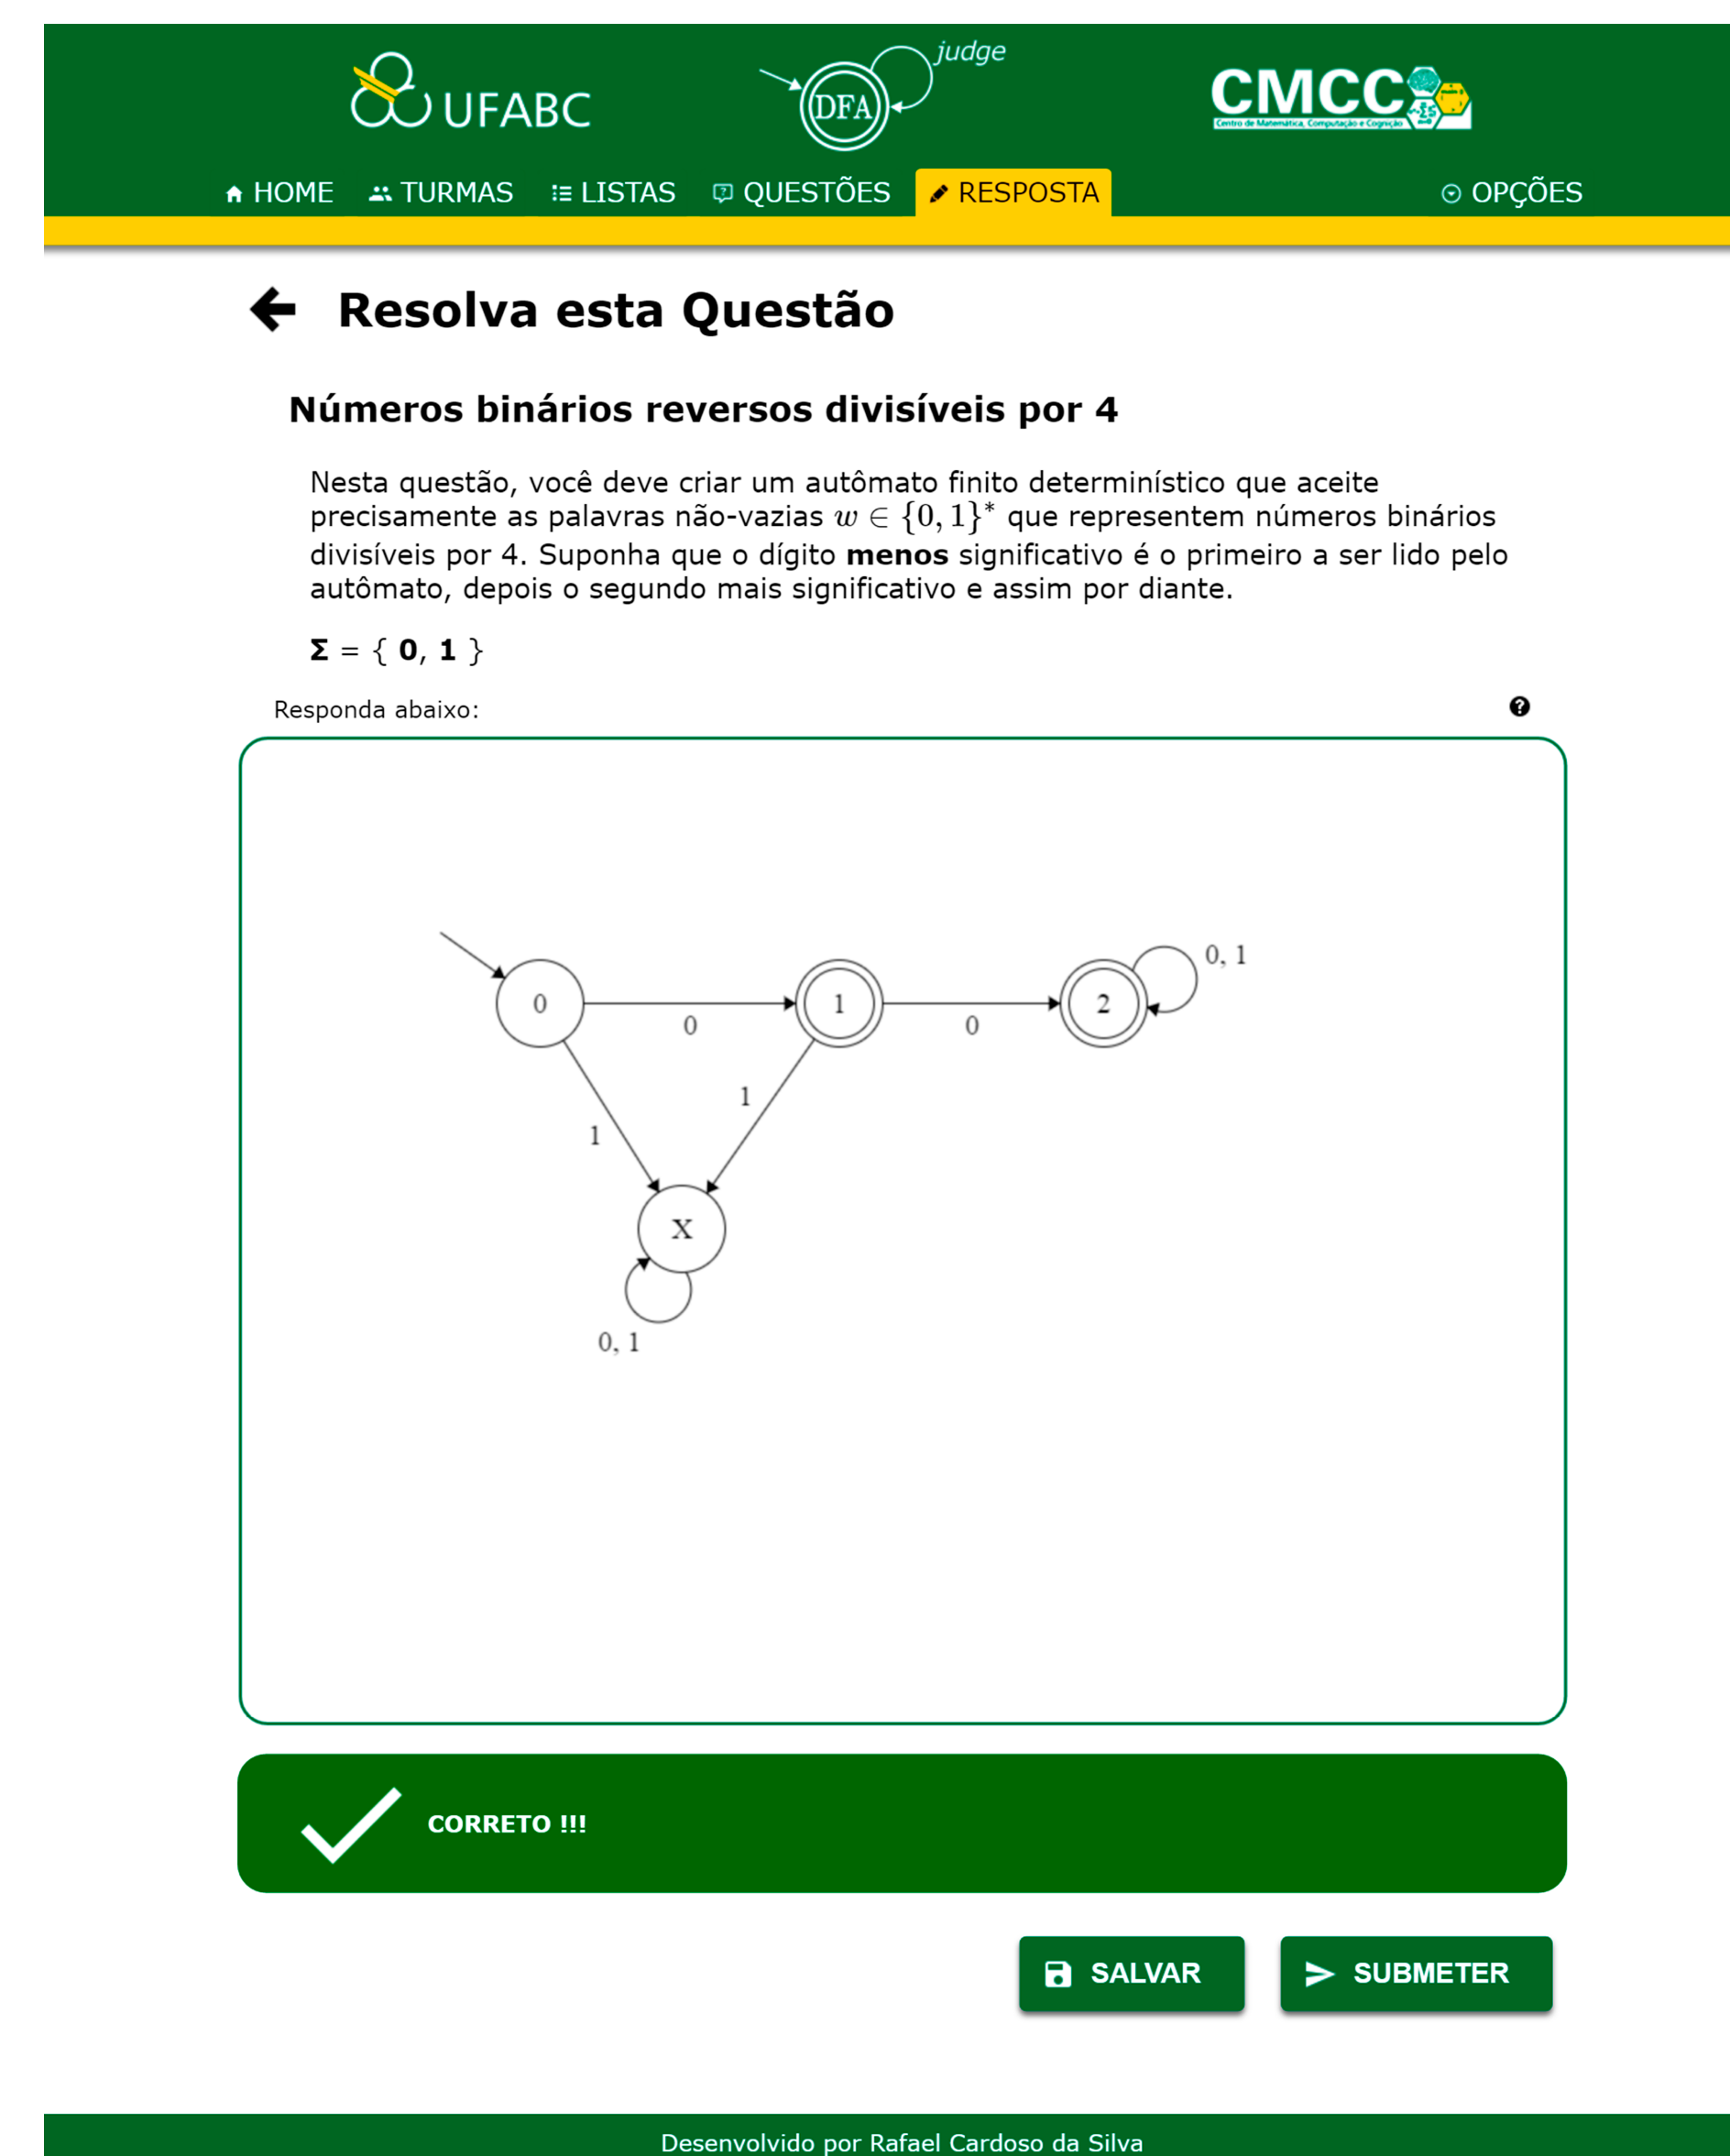 UFABC
DFA
judge
CMCC
Centro de Matemática, Computação e Cognição
HOME TURMAS LISTAS QUESTÕES RESPOSTA OPÇÕES
Resolva esta Questão
Números binários reversos divisíveis por 4
Nesta questão, você deve criar um autômato finito determinístico que aceite
precisamente as palavras não-vazias w ∈ {0, 1}* que representem números binários
divisíveis por 4. Suponha que o dígito menos significativo é o primeiro a ser lido pelo
autômato, depois o segundo mais significativo e assim por diante.
Σ = { 0, 1 }
Responda abaixo:
0, 1
0
1
2
0
0
1
1
X
0, 1
CORRETO !!!
SALVAR
SUBMETER
Desenvolvido por Rafael Cardoso da Silva